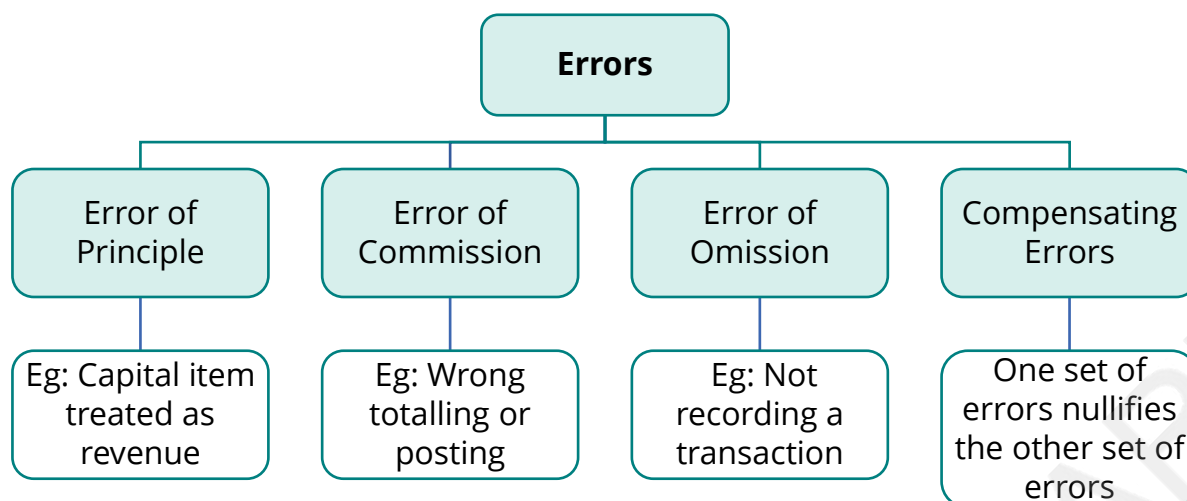 Errors
Error of
Principle
Error of
Commission
Error of
Omission
Compensating
Errors
Eg: Capital item
treated as
revenue
Eg: Wrong
totalling or
posting
Eg: Not
recording a
transaction
One set of
errors nullifies
the other set of
errors